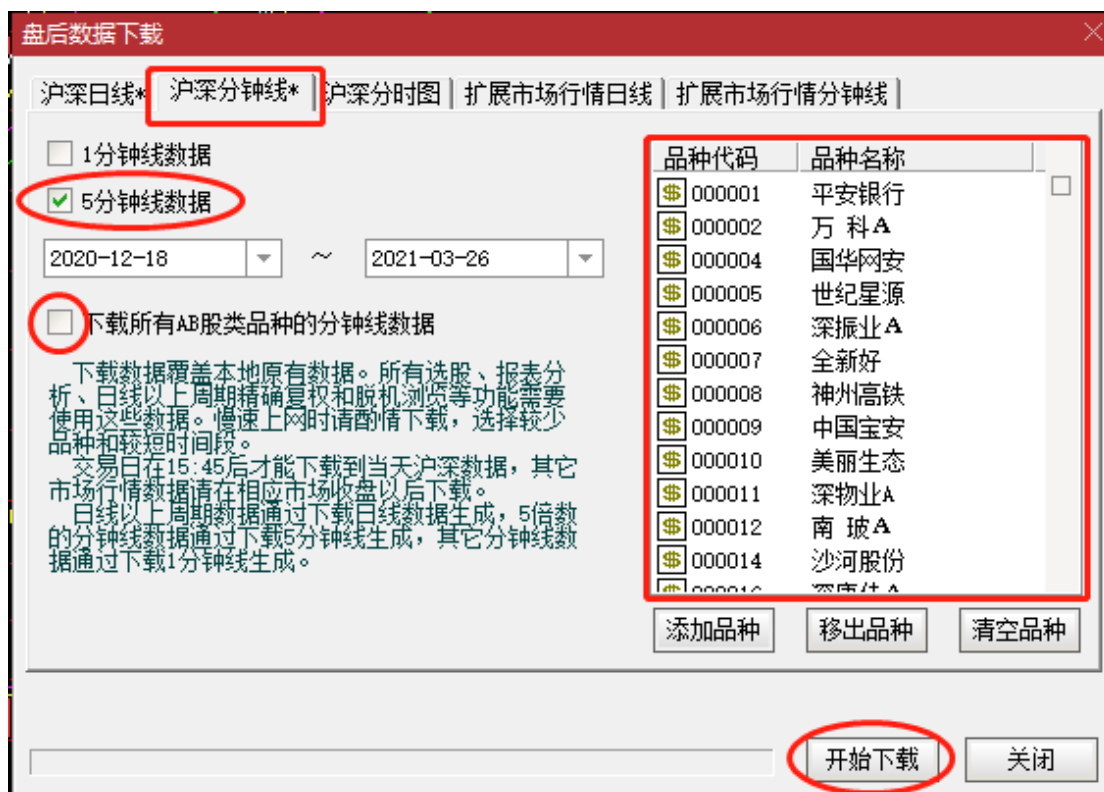 盘后数据下载
沪深日线* 沪深分钟线* 沪深分时图 扩展市场行情日线 扩展市场行情分钟线
1分钟线数据
5分钟线数据
2020-12-18 ~ 2021-03-26
下载所有AB股类品种的分钟线数据
下载数据覆盖本地原有数据。所有选股、报表分
析、日线以上周期精确复权和脱机浏览等功能需要
使用这些数据。慢速上网时请酌情下载，选择较少
品种和较短时间段。
交易日在15:45后才能下载到当天沪深数据，其它
市场行情数据请在相应市场收盘以后下载。
日线以上周期数据通过下载日线数据生成，5倍数
的分钟线数据通过下载5分钟线生成，其它分钟线数
据通过下载1分钟线生成。
品种代码 品种名称
000001 平安银行
000002 万 科A
000004 国华网安
000005 世纪星源
000006 深振业A
000007 全新好
000008 神州高铁
000009 中国宝安
000010 美丽生态
000011 深物业A
000012 南 玻A
000014 沙河股份
添加品种 移出品种 清空品种
开始下载 关闭